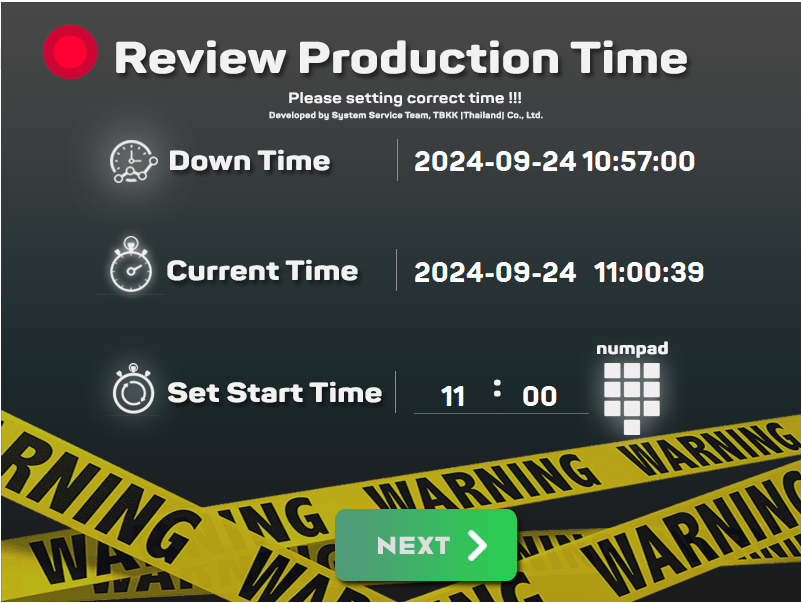 Review Production Time
Please setting correct time !!!
Developed by System Service Team, TBKK |Thailand| Co., Ltd.
Down Time 2024-09-24 10:57:00
Current Time 2024-09-24 11:00:39
numpad
Set Start Time 11 : 00
WARNING
WARNING
WARNING
WARNING
NEXT